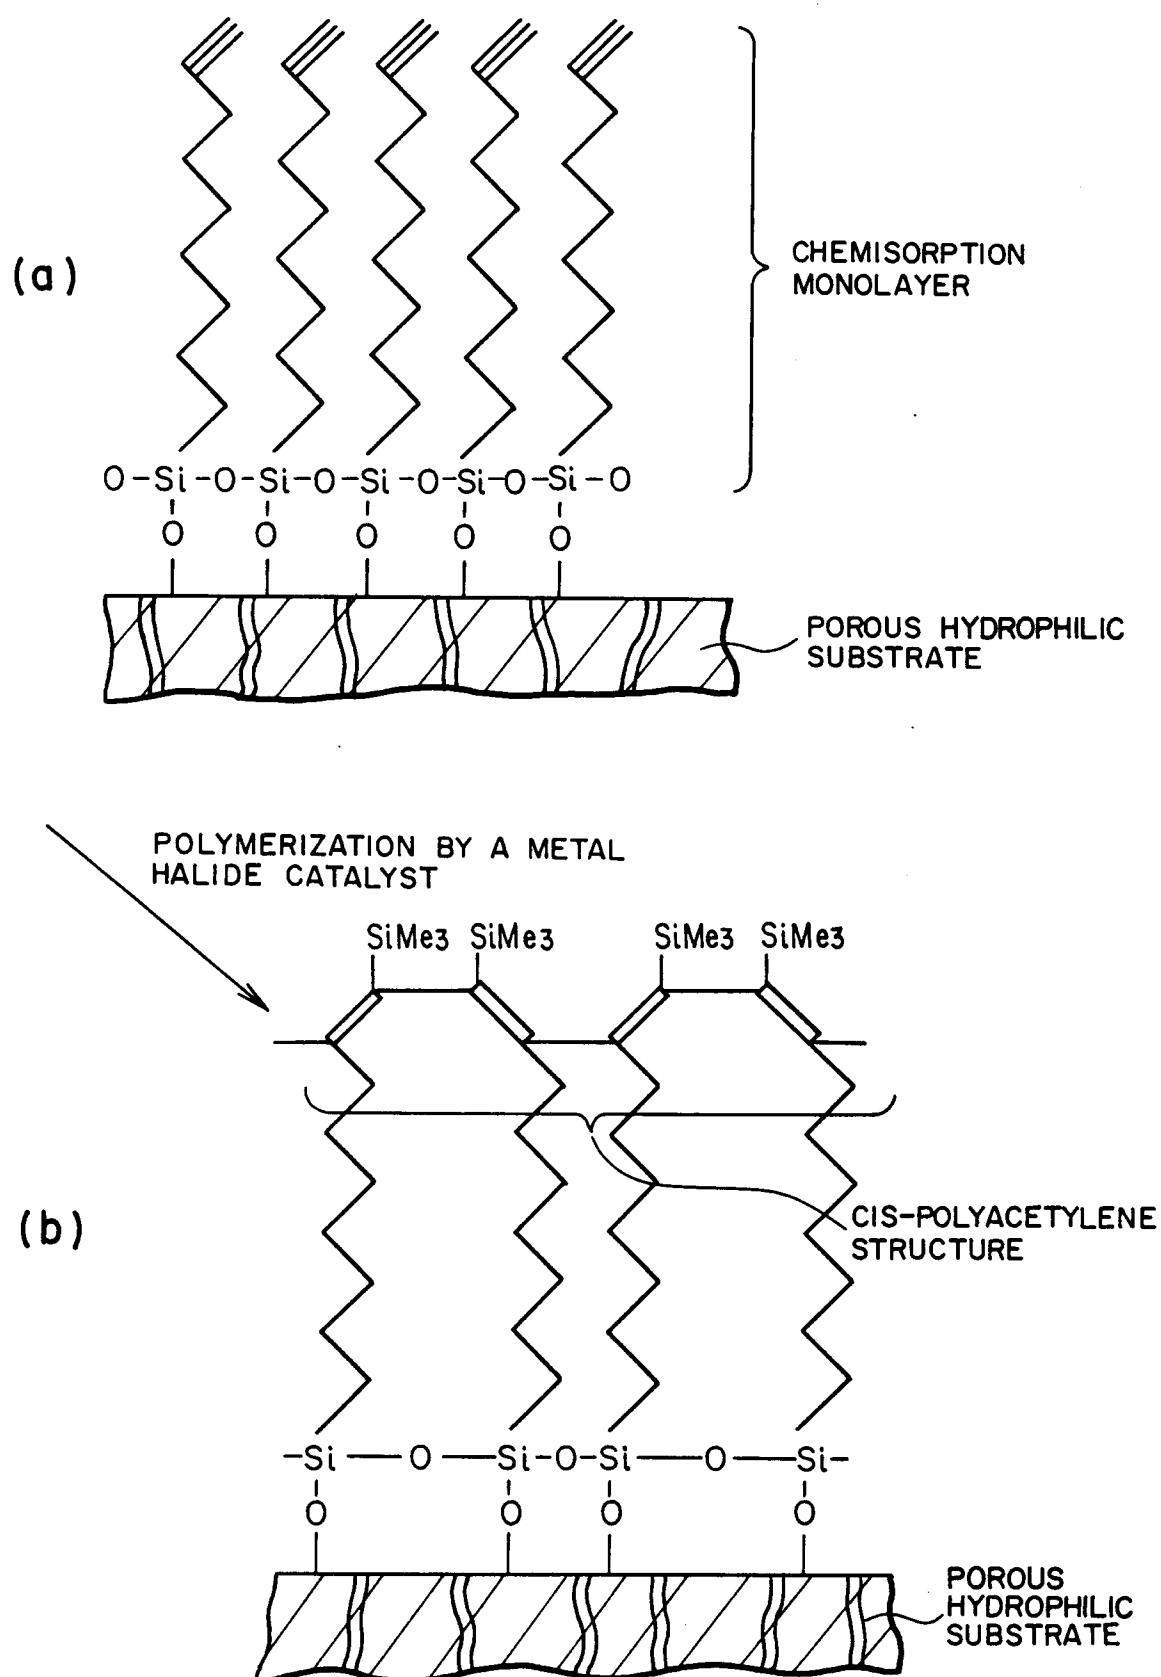 (a)
CHEMISORPTION
MONOLAYER
O-Si-O-Si-O-Si-O-Si-O-Si-O
O O O O O
POROUS HYDROPHILIC
SUBSTRATE
POLYMERIZATION BY A METAL
HALIDE CATALYST
SiMe3 SiMe3 SiMe3 SiMe3
(b)
CIS-POLYACETYLENE
STRUCTURE
-Si-O-Si-O-Si-O-Si-
O O O O
POROUS
HYDROPHILIC
SUBSTRATE